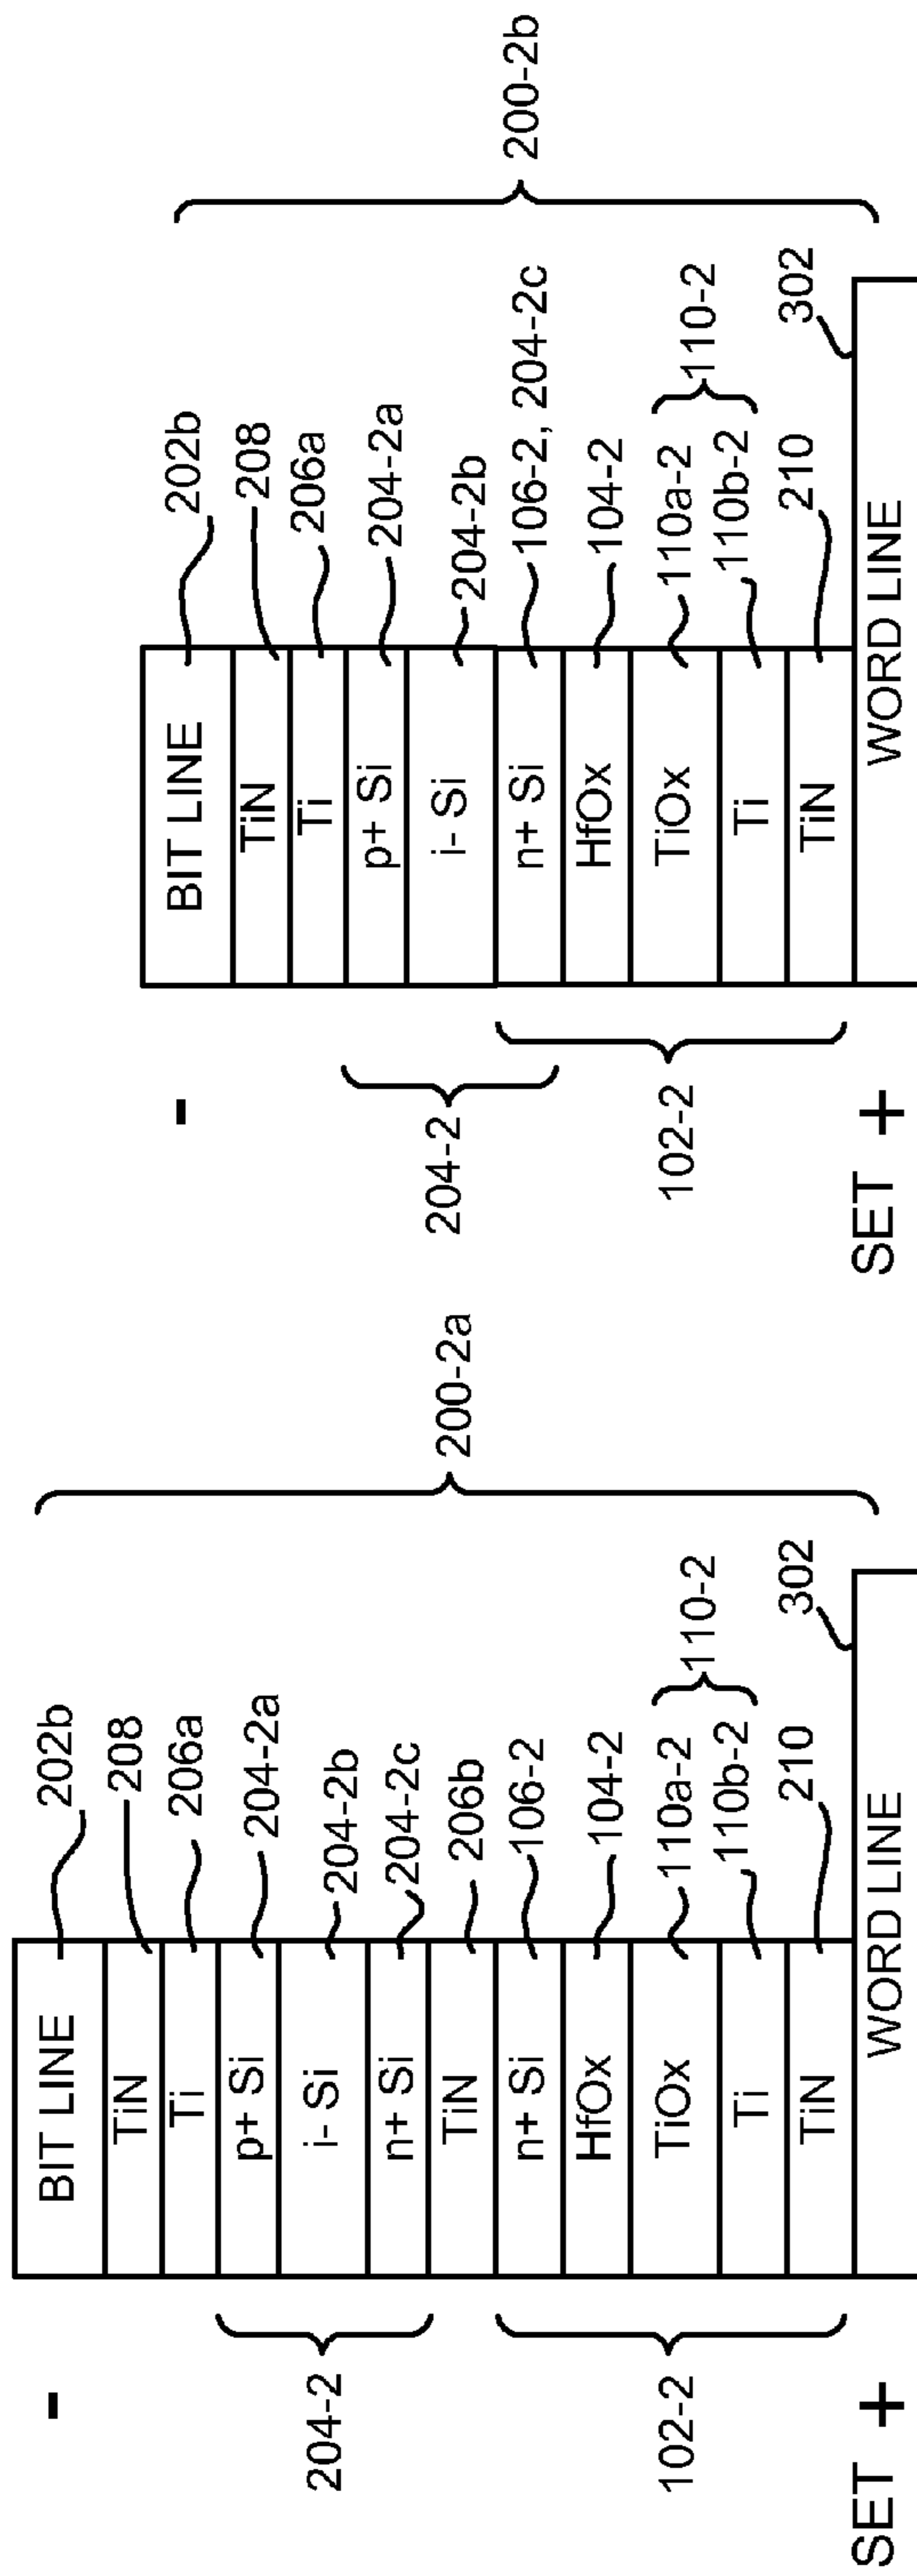 BIT LINE
TiN
Ti
p+ Si
i- Si
n+ Si
TiN
n+ Si
HfOx
TiOx
Ti
TiN
WORD LINE
202b
208
206a
204-2a
204-2b
204-2c
206b
106-2
104-2
110a-2
110b-2
110-2
210
302
200-2a
204-2
102-2
-
SET +
BIT LINE
TiN
Ti
p+ Si
i- Si
n+ Si
HfOx
TiOx
Ti
TiN
WORD LINE
202b
208
206a
204-2a
204-2b
106-2, 204-2c
104-2
110a-2
110b-2
110-2
210
302
200-2b
204-2
102-2
-
SET +